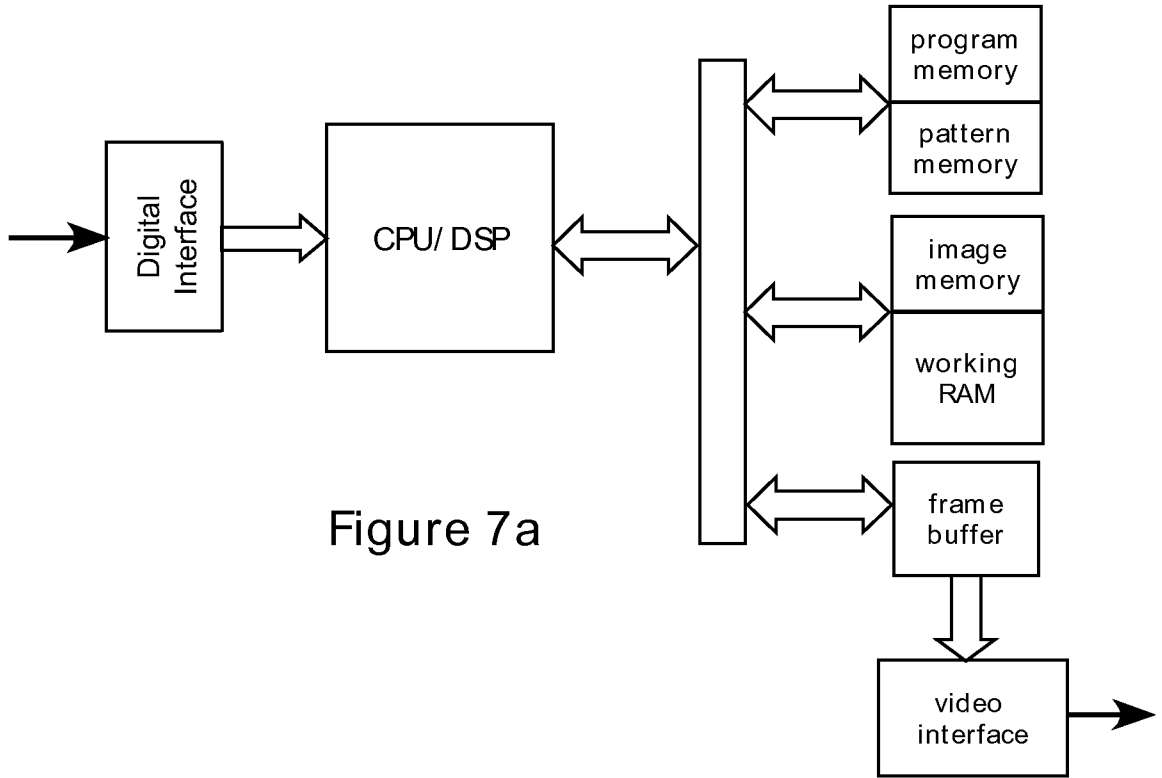 program
memory
pattern
memory
Digital
Interface
CPU/ DSP
image
memory
working
RAM
frame
buffer
Figure 7a
video
interface